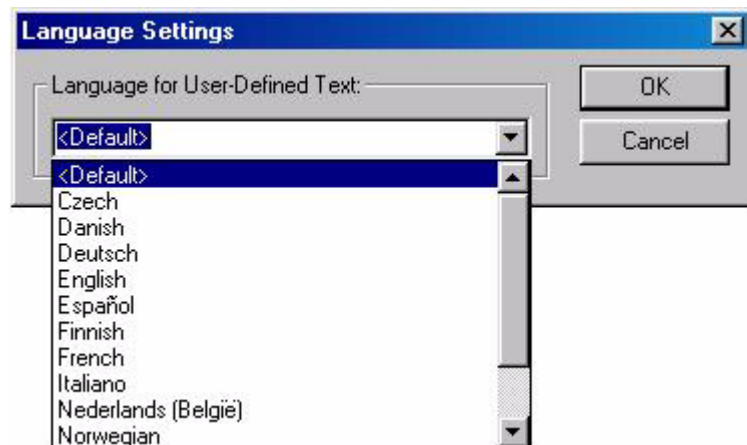 Language Settings
Language for User-Defined Text:
OK
<Default>
Cancel
<Default>
Czech
Danish
Deutsch
English
Español
Finnish
French
Italiano
Nederlands (België)
Norwegian